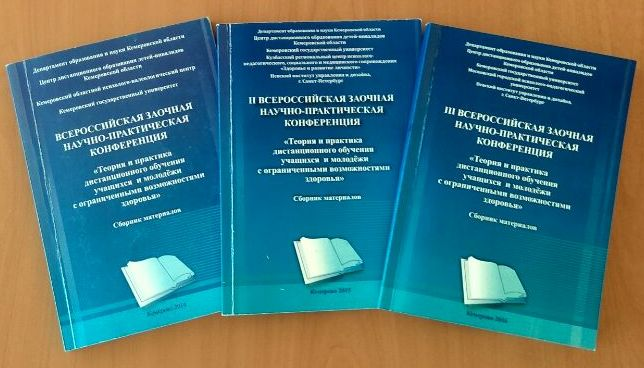 Департамент образования и науки Кемеровской области
Центр дистанционного образования детей-инвалидов
Кемеровской области
Кемеровский областной психолого-валеологический центр
Кемеровский государственный университет
ВСЕРОССИЙСКАЯ ЗАОЧНАЯ
НАУЧНО-ПРАКТИЧЕСКАЯ
КОНФЕРЕНЦИЯ
«Теория и практика
дистанционного обучения
учащихся и молодёжи
с ограниченными возможностями
здоровья»
Сборник материалов
Кемерово 2014
Департамент образования и науки Кемеровской области
Центр дистанционного образования детей-инвалидов
Кемеровской области
Кемеровский государственный университет
Кузбасский региональный центр психолого-
педагогической, социального и медицинского сопровождения
«Здоровье и развитие личности»
Невский институт управления и дизайна,
г. Санкт-Петербург
II ВСЕРОССИЙСКАЯ ЗАОЧНАЯ
НАУЧНО-ПРАКТИЧЕСКАЯ
КОНФЕРЕНЦИЯ
«Теория и практика
дистанционного обучения
учащихся и молодёжи
с ограниченными возможностями
здоровья»
Сборник материалов
Кемерово 2015
Департамент образования и науки Кемеровской области
Центр дистанционного образования детей-инвалидов
Кемеровской области
Кемеровский государственный университет
Московский городской психолого-педагогический
университет
Невский институт управления и дизайна,
г. Санкт-Петербург
III ВСЕРОССИЙСКАЯ ЗАОЧНАЯ
НАУЧНО-ПРАКТИЧЕСКАЯ
КОНФЕРЕНЦИЯ
«Теория и практика
дистанционного обучения
учащихся и молодёжи
с ограниченными возможностями
здоровья»
Сборник материалов
Кемерово 2016